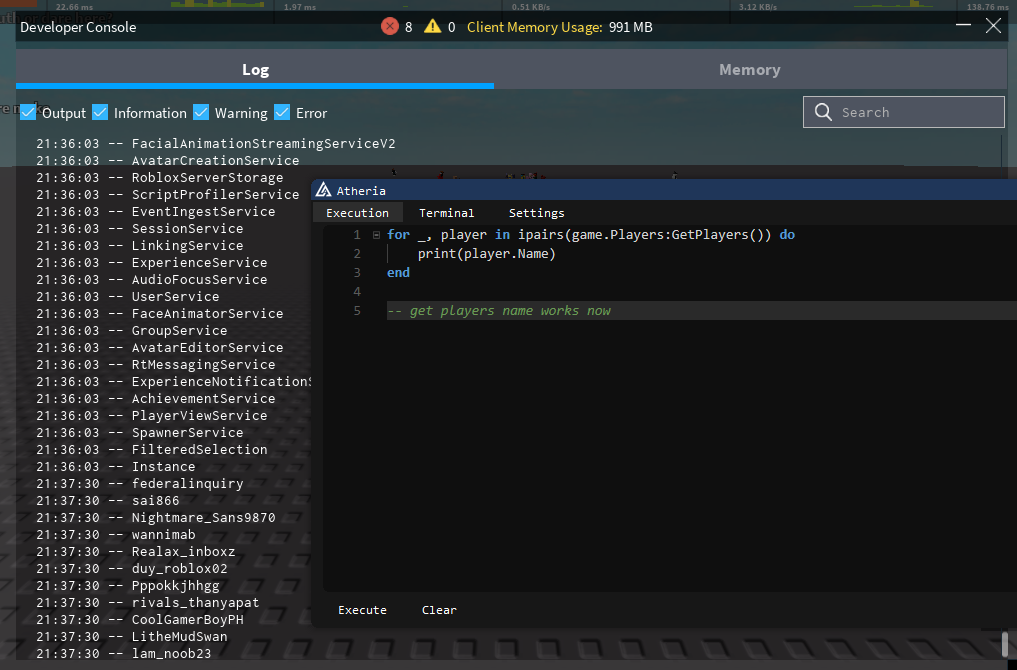 22.66 ms 1.97 ms 0.51 KB/s 3.12 KB/s 138.76 ms
Developer Console 8 0 Client Memory Usage: 991 MB
Log Memory
Output Information Warning Error Search
21:36:03 -- FacialAnimationStreamingServiceV2
21:36:03 -- AvatarCreationService
21:36:03 -- RobloxServerStorage
21:36:03 -- ScriptProfilerService
21:36:03 -- EventIngestService
21:36:03 -- SessionService
21:36:03 -- LinkingService
21:36:03 -- ExperienceService
21:36:03 -- AudioFocusService
21:36:03 -- UserService
21:36:03 -- FaceAnimatorService
21:36:03 -- GroupService
21:36:03 -- AvatarEditorService
21:36:03 -- RtMessagingService
21:36:03 -- ExperienceNotificationS
21:36:03 -- AchievementService
21:36:03 -- PlayerViewService
21:36:03 -- SpawnerService
21:36:03 -- FilteredSelection
21:36:03 -- Instance
21:37:30 -- federalinquiry
21:37:30 -- sai866
21:37:30 -- Nightmare_Sans9870
21:37:30 -- wannimab
21:37:30 -- Realax_inboxz
21:37:30 -- duy_roblox02
21:37:30 -- Pppokkjhhgg
21:37:30 -- rivals_thanyapat
21:37:30 -- CoolGamerBoyPH
21:37:30 -- LitheMudSwan
21:37:30 -- lam_noob23
Atheria
Execution Terminal Settings
1 for _, player in ipairs(game.Players:GetPlayers()) do
2 print(player.Name)
3 end
4
5 -- get players name works now
Execute Clear